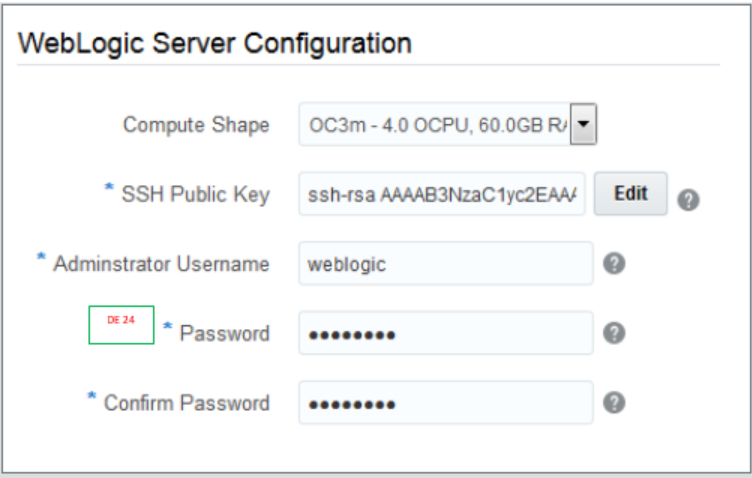 WebLogic Server Configuration
Compute Shape OC3m - 4.0 OCPU, 60.0GB R
* SSH Public Key ssh-rsa AAAAB3NzaC1yc2EAAA Edit ?
* Adminstrator Username weblogic ?
DE 24 * Password •••••••• ?
* Confirm Password •••••••• ?